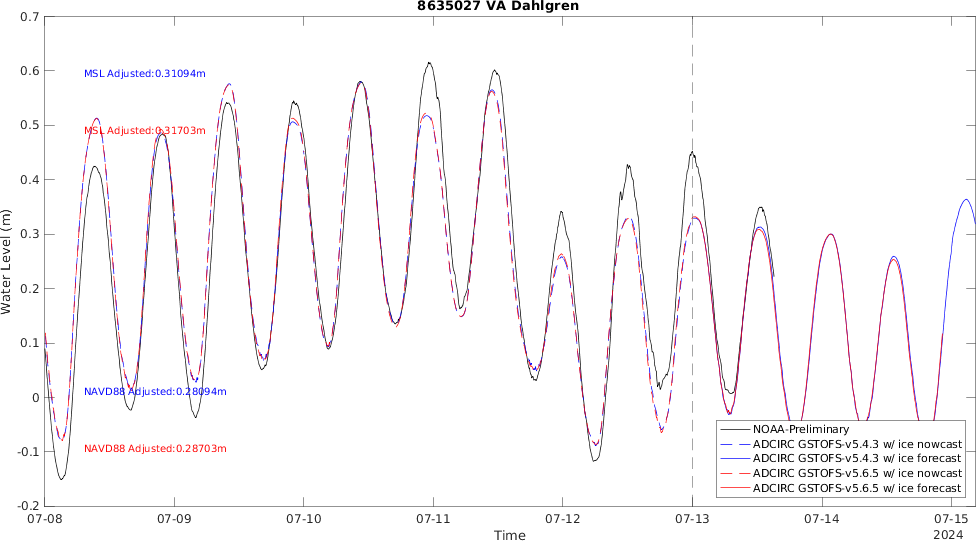 8635027 VA Dahlgren
0.7
0.6
0.5
0.4
0.3
0.2
0.1
0
-0.1
-0.2
Water Level (m)
MSL Adjusted:0.31094m
MSL Adjusted:0.31703m
NAVD88 Adjusted:0.28094m
NAVD88 Adjusted:0.28703m
NOAA-Preliminary
ADCIRC GSTOFS-v5.4.3 w/ ice nowcast
ADCIRC GSTOFS-v5.4.3 w/ ice forecast
ADCIRC GSTOFS-v5.6.5 w/ ice nowcast
ADCIRC GSTOFS-v5.6.5 w/ ice forecast
07-08 07-09 07-10 07-11 07-12 07-13 07-14 07-15
Time
2024